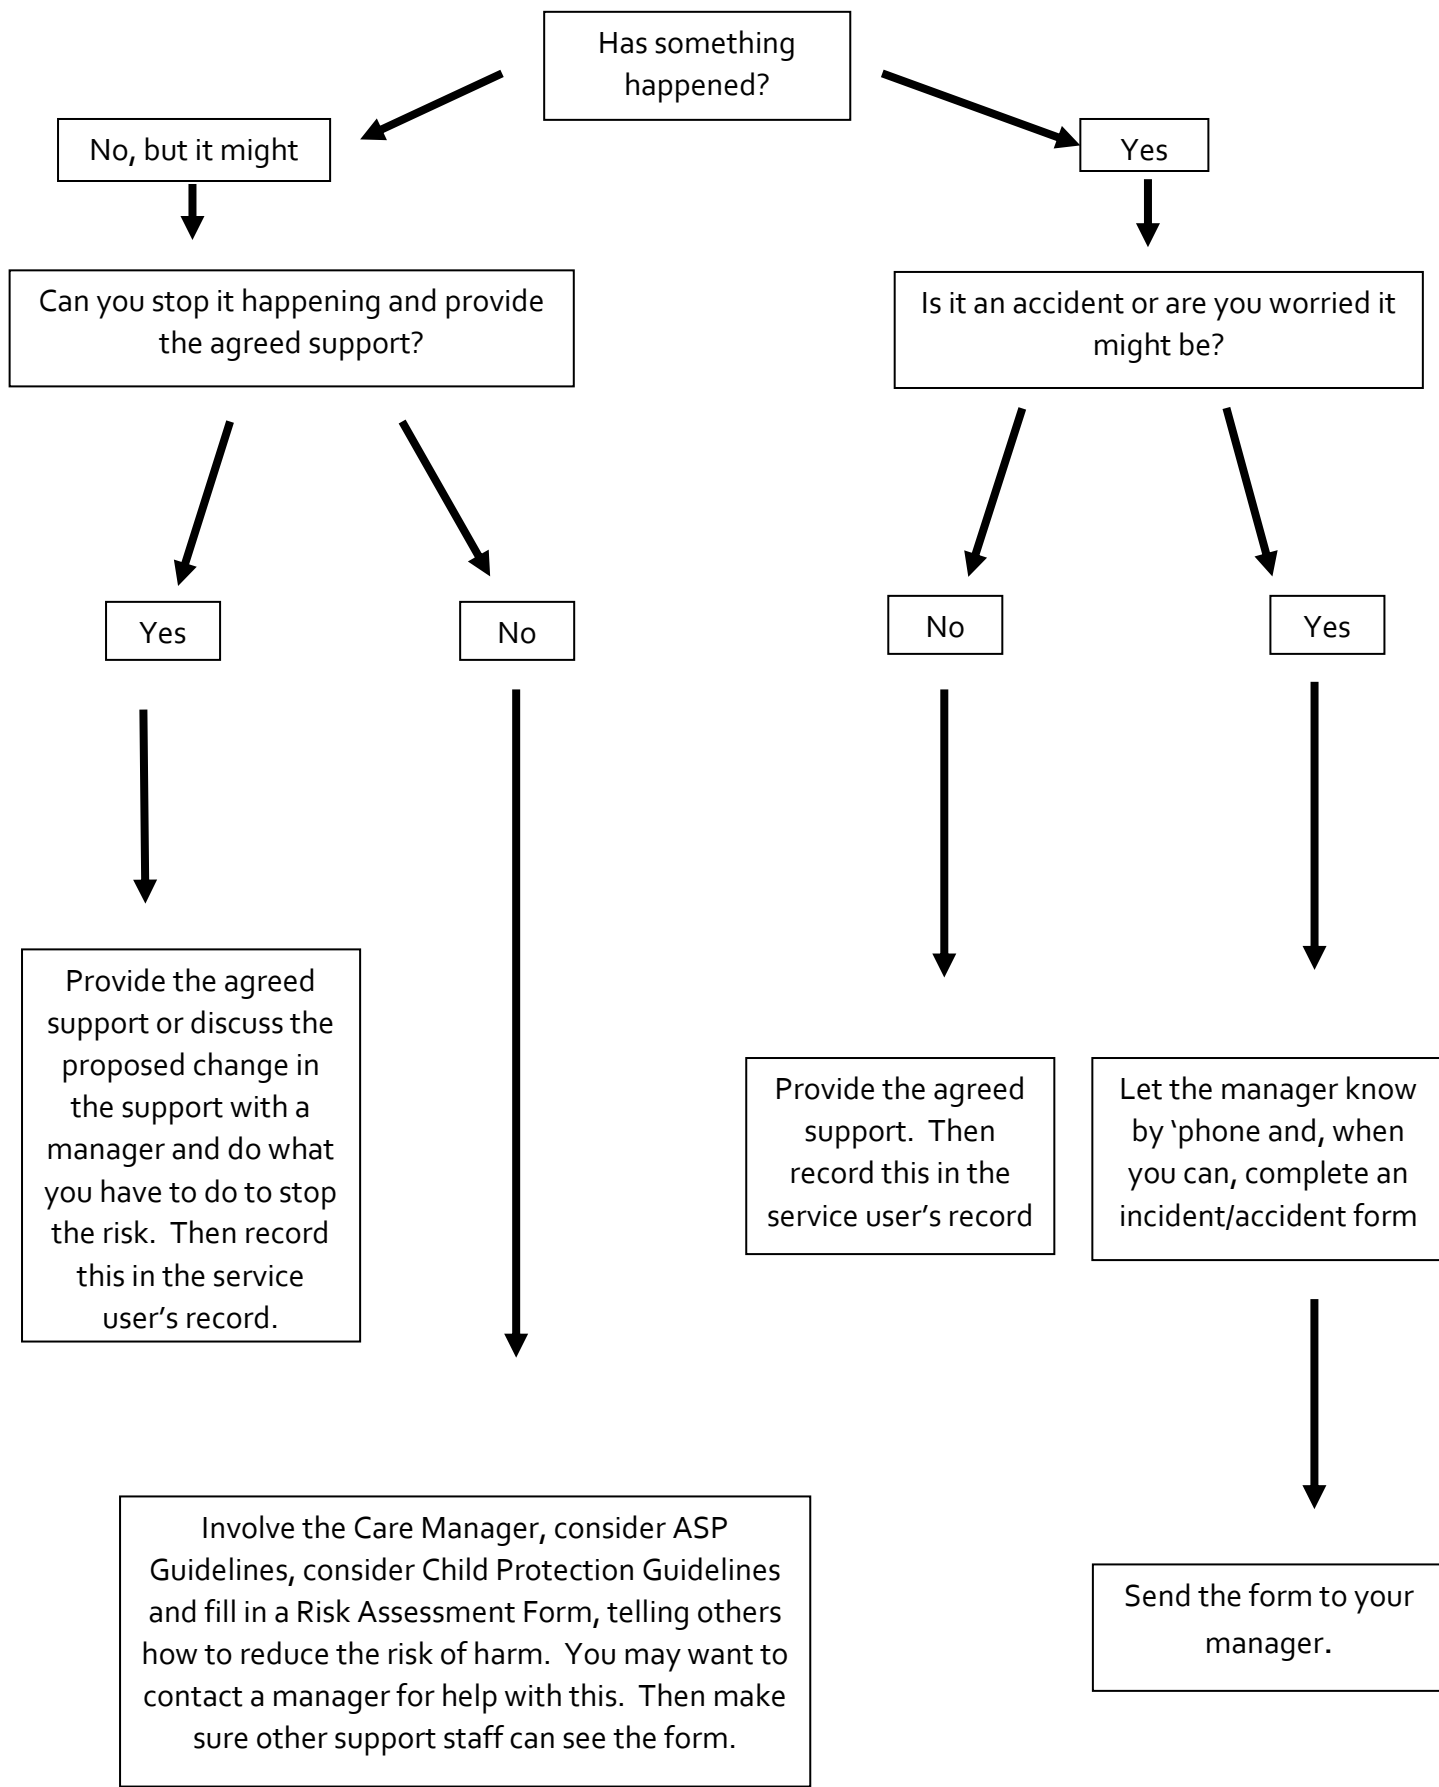 Has something
happened?
No, but it might
Yes
Can you stop it happening and provide
the agreed support?
Is it an accident or are you worried it
might be?
Yes
No
No
Yes
Provide the agreed
support or discuss the
proposed change in
the support with a
manager and do what
you have to do to stop
the risk.  Then record
this in the service
user’s record.
Provide the agreed
support.  Then
record this in the
service user’s record
Let the manager know
by ‘phone and, when
you can, complete an
incident/accident form
Involve the Care Manager, consider ASP
Guidelines, consider Child Protection Guidelines
and fill in a Risk Assessment Form, telling others
how to reduce the risk of harm.  You may want to
contact a manager for help with this.  Then make
sure other support staff can see the form.
Send the form to your
manager.